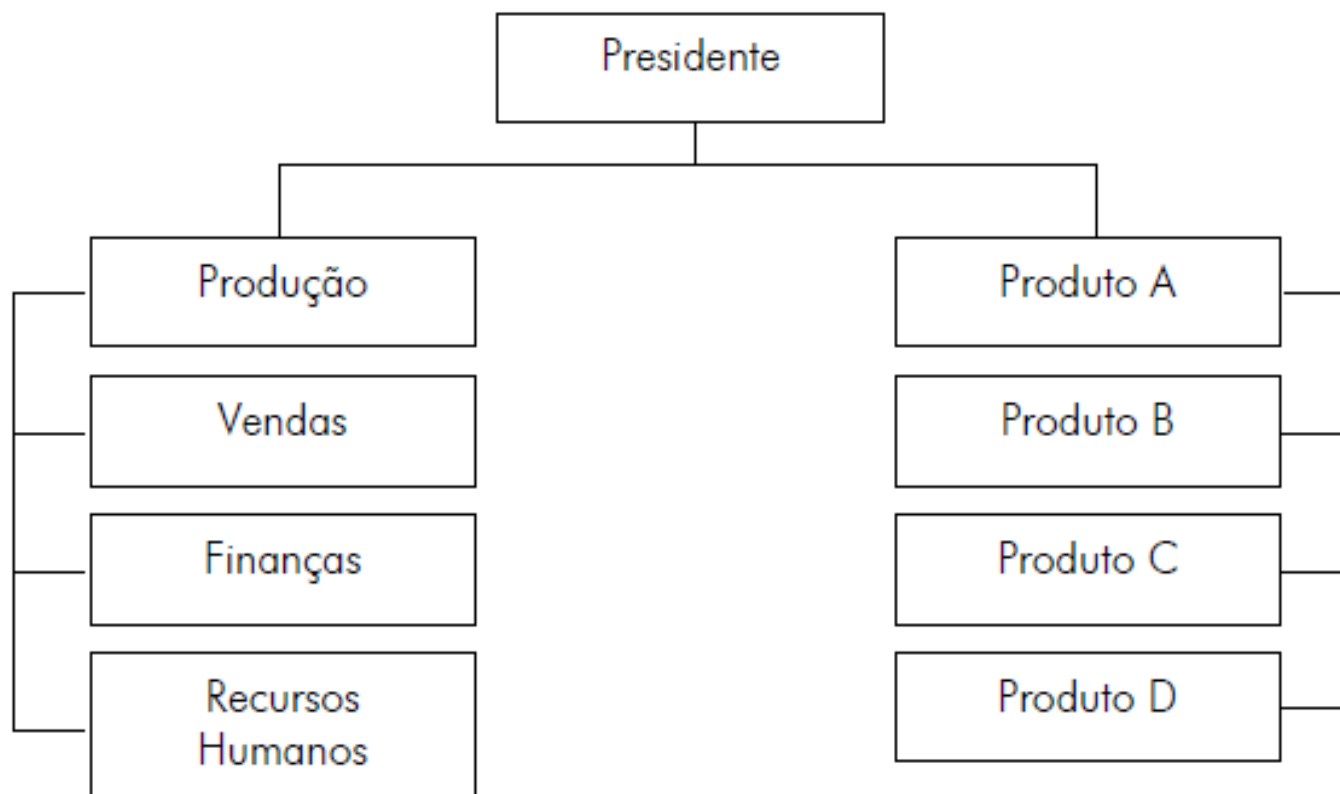 Presidente
Produção
Produto A
Vendas
Produto B
Finanças
Produto C
Recursos
Humanos
Produto D